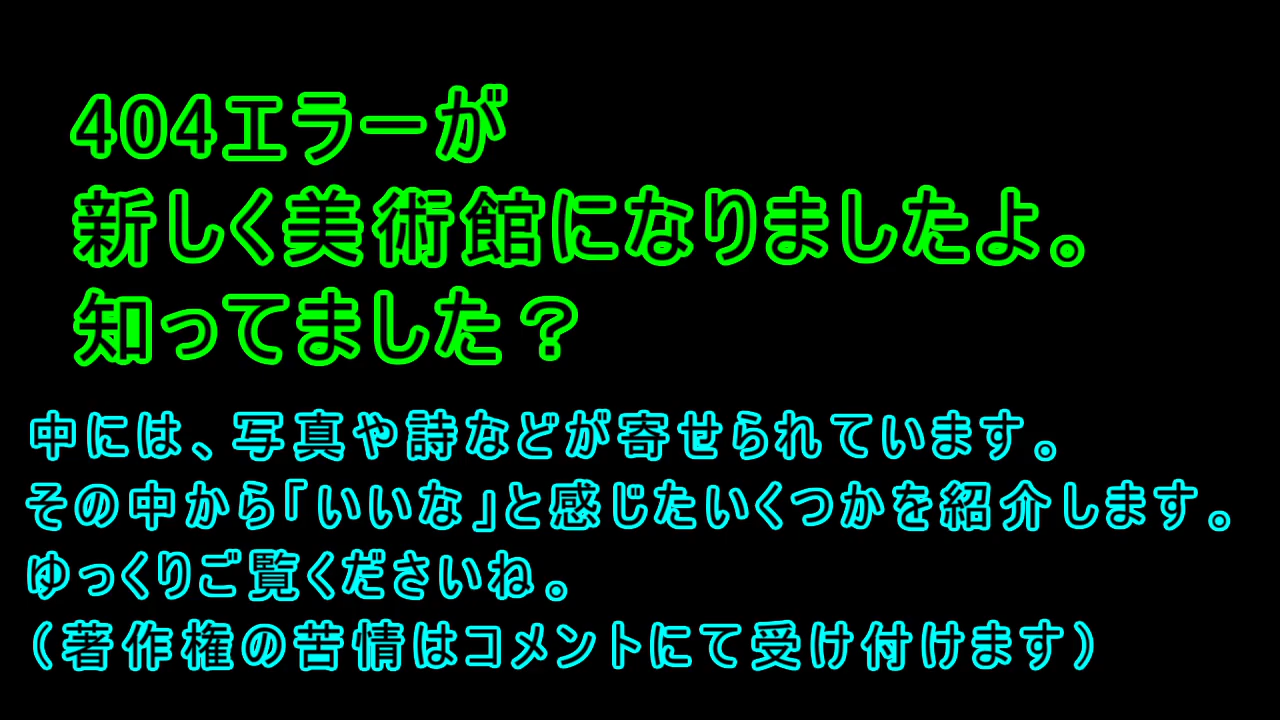 404エラーが
新しく美術館になりましたよ。
知ってました？
中には、写真や詩などが寄せられています。
その中から「いいな」と感じたいくつかを紹介します。
ゆっくりご覧くださいね。
（著作権の苦情はコメントにて受け付けます）